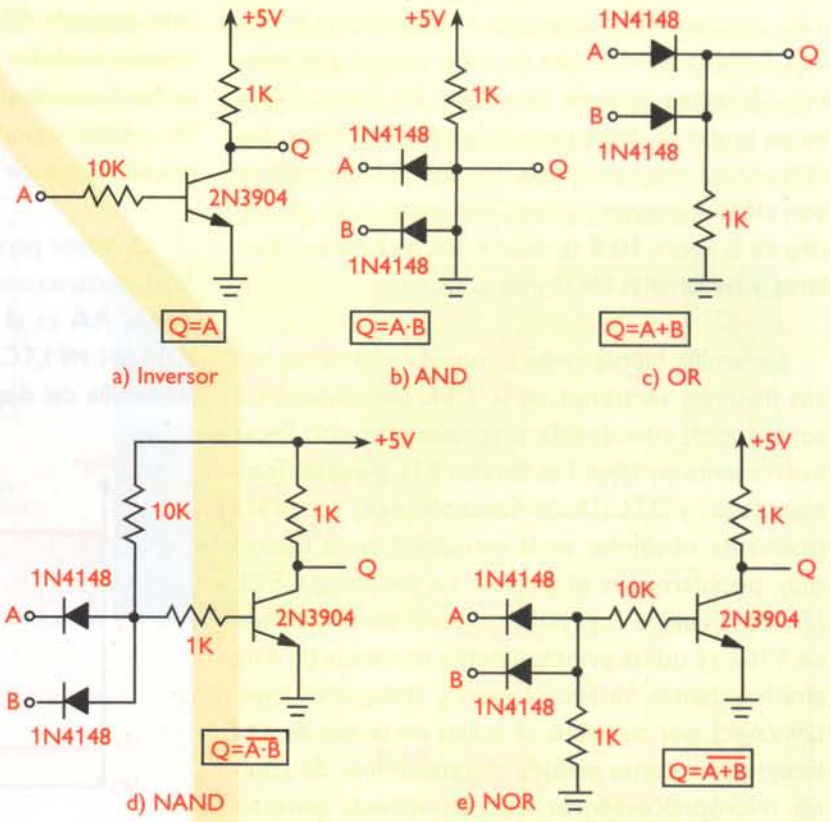 +5V
1K
Q
10K
A
2N3904
Q=A
a) Inversor
+5V
1K
1N4148
A
Q
B
1N4148
Q=A·B
b) AND
1N4148
A
Q
B
1N4148
1K
Q=A+B
c) OR
+5V
10K
1K
Q
1N4148
A
2N3904
1K
B
1N4148
Q=A̅·̅B̅
d) NAND
+5V
1K
Q
1N4148
10K
A
2N3904
B
1N4148
1K
Q=A̅+̅B̅
e) NOR